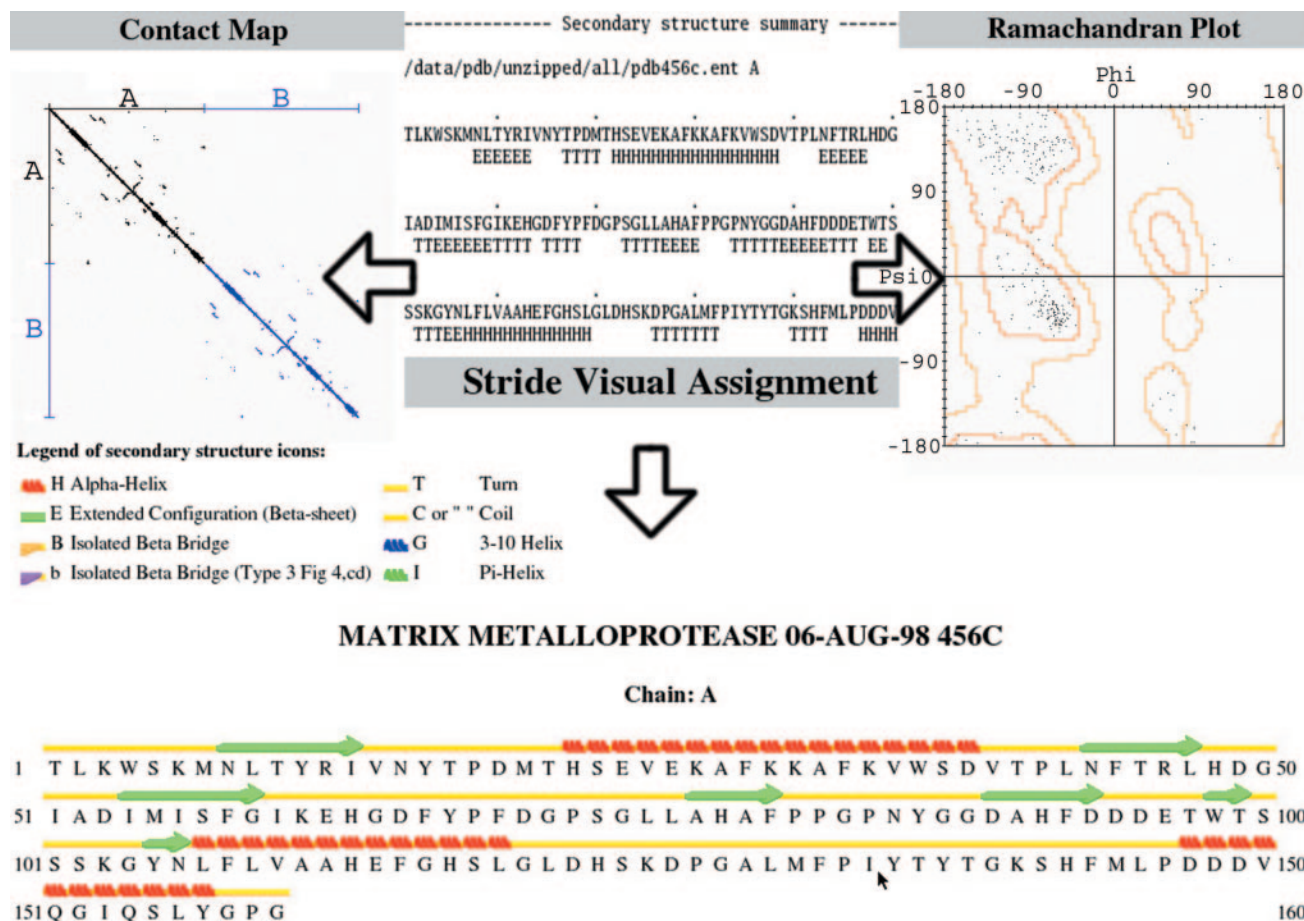 Contact Map
-------------- Secondary structure summary ------
Ramachandran Plot
/data/pdb/unzipped/all/pdb456c.ent A
A B
A
B
TLKWSKMNLTYRIVNYTPDMTHSEVEKAFKKAFKVWSDVTPLNFTRLHDG
EEEEEE TTTT HHHHHHHHHHHHHHHHH EEEEE
IADIMISFGIKEHGDFYPFDGPSGLLAHAFPPGPNYGGDAHFDDDETWTS
TTEEEEEETTTT TTTT TTTTEEEE TTTTTEEEEETTT EE
SSKGYNLFLVAAHEFGHSLGLDHSKDPGALMFPIYTYTGKSHFMLPDDDV
TTTEEHHHHHHHHHHHHH TTTTTTT TTTT HHHH
Phi
-180 -90 0 90 180
180
90
Psi0
-90
-180
Stride Visual Assignment
Legend of secondary structure icons:
H Alpha-Helix
T Turn
E Extended Configuration (Beta-sheet)
C or " " Coil
B Isolated Beta Bridge
G 3-10 Helix
b Isolated Beta Bridge (Type 3 Fig 4,cd)
I Pi-Helix
MATRIX METALLOPROTEASE 06-AUG-98 456C
Chain: A
1 T L K W S K M N L T Y R I V N Y T P D M T H S E V E K A F K K A F K V W S D V T P L N F T R L H D G 50
51 I A D I M I S F G I K E H G D F Y P F D G P S G L L A H A F P P G P N Y G G D A H F D D D E T W T S 100
101 S S K G Y N L F L V A A H E F G H S L G L D H S K D P G A L M F P I Y T Y T G K S H F M L P D D D V 150
151 Q G I Q S L Y G P G 160